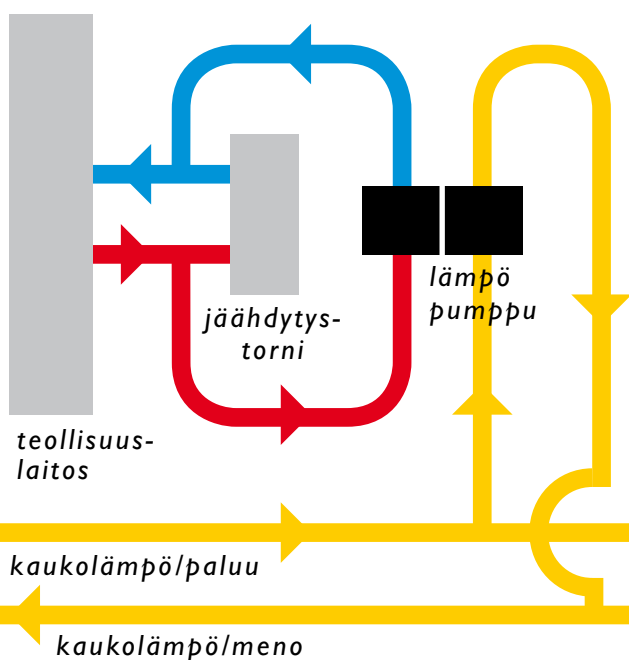 lämpö
pumppu
jäähdytys-
torni
teollisuus-
laitos
kaukolämpö/paluu
kaukolämpö/meno